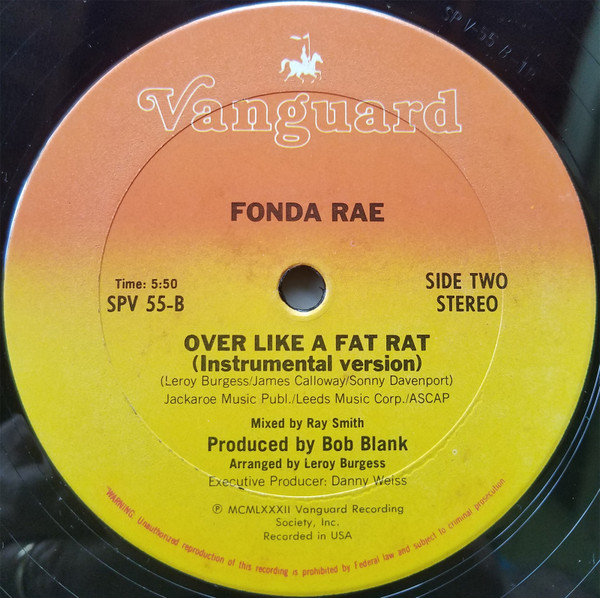 SPV-55 B-1
Vanguard
FONDA RAE
Time: 5:50
SPV 55-B
SIDE TWO
STEREO
OVER LIKE A FAT RAT
(Instrumental version)
(Leroy Burgess/James Calloway/Sonny Davenport)
Jackaroe Music Publ./Leeds Music Corp./ASCAP
Mixed by Ray Smith
Produced by Bob Blank
Arranged by Leroy Burgess
Executive Producer: Danny Weiss
℗ MCMLXXXII Vanguard Recording
Society, Inc.
Recorded in USA
"WARNING: Unauthorized reproduction of this recording is prohibited by Federal law and subject to criminal prosecution